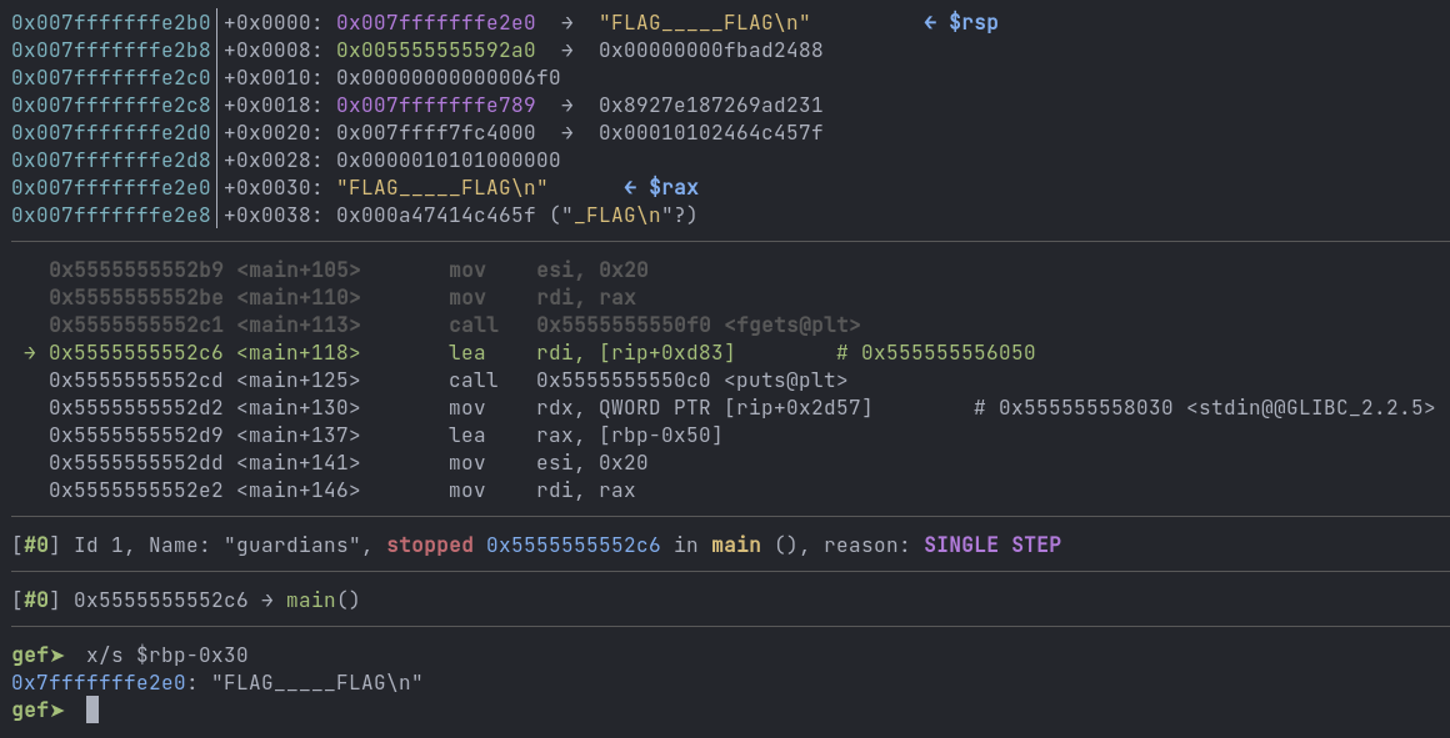 0x007fffffffe2b0│+0x0000: 0x007fffffffe2e0  →  "FLAG_____FLAG\n"         ← $rsp
0x007fffffffe2b8│+0x0008: 0x005555555592a0  →  0x00000000fbad2488
0x007fffffffe2c0│+0x0010: 0x00000000000006f0
0x007fffffffe2c8│+0x0018: 0x007fffffffe789  →  0x8927e187269ad231
0x007fffffffe2d0│+0x0020: 0x007ffff7fc4000  →  0x00010102464c457f
0x007fffffffe2d8│+0x0028: 0x0000010101000000
0x007fffffffe2e0│+0x0030: "FLAG_____FLAG\n"      ← $rax
0x007fffffffe2e8│+0x0038: 0x000a47414c465f ("_FLAG\n"?)
0x5555555552b9 <main+105>       mov    esi, 0x20
0x5555555552be <main+110>       mov    rdi, rax
0x5555555552c1 <main+113>       call   0x5555555550f0 <fgets@plt>
→ 0x5555555552c6 <main+118>       lea    rdi, [rip+0xd83]        # 0x555555556050
0x5555555552cd <main+125>       call   0x5555555550c0 <puts@plt>
0x5555555552d2 <main+130>       mov    rdx, QWORD PTR [rip+0x2d57]        # 0x555555558030 <stdin@@GLIBC_2.2.5>
0x5555555552d9 <main+137>       lea    rax, [rbp-0x50]
0x5555555552dd <main+141>       mov    esi, 0x20
0x5555555552e2 <main+146>       mov    rdi, rax
[#0] Id 1, Name: "guardians", stopped 0x5555555552c6 in main (), reason: SINGLE STEP
[#0] 0x5555555552c6 → main()
gef➤  x/s $rbp-0x30
0x7fffffffe2e0: "FLAG_____FLAG\n"
gef➤